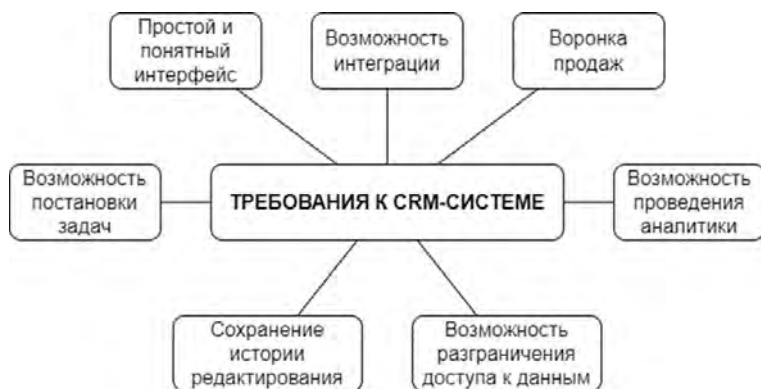 Простой и
понятный
интерфейс
Возможность
интеграции
Воронка
продаж
Возможность
постановки
задач
ТРЕБОВАНИЯ К CRM-СИСТЕМЕ
Возможность
проведения
аналитики
Сохранение
истории
редактирования
Возможность
разграничения
доступа к данным